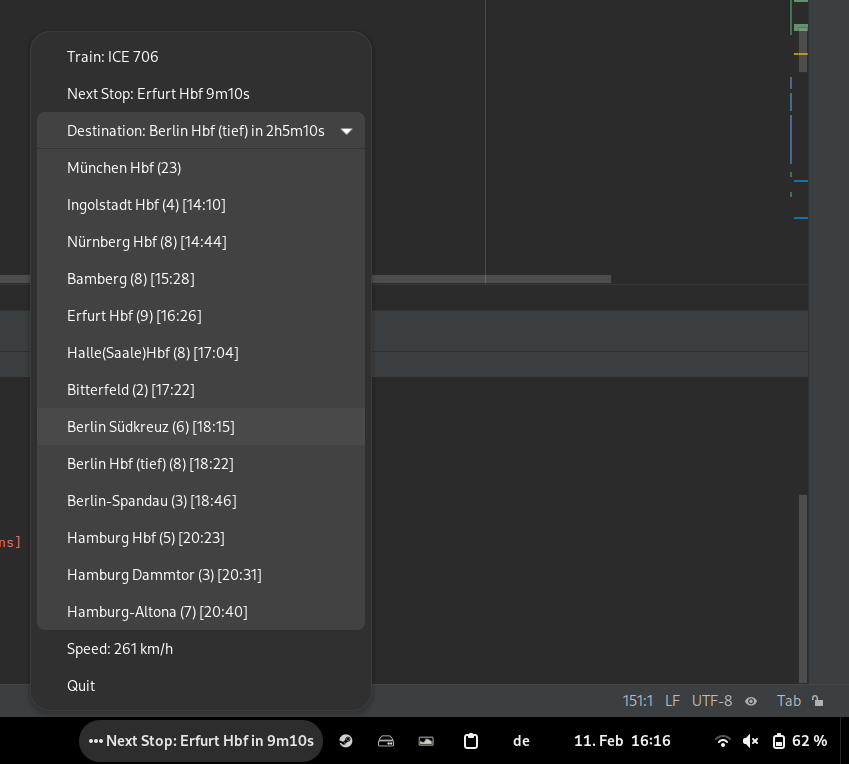 Train: ICE 706
Next Stop: Erfurt Hbf 9m10s
Destination: Berlin Hbf (tief) in 2h5m10s
München Hbf (23)
Ingolstadt Hbf (4) [14:10]
Nürnberg Hbf (8) [14:44]
Bamberg (8) [15:28]
Erfurt Hbf (9) [16:26]
Halle(Saale)Hbf (8) [17:04]
Bitterfeld (2) [17:22]
Berlin Südkreuz (6) [18:15]
Berlin Hbf (tief) (8) [18:22]
Berlin-Spandau (3) [18:46]
Hamburg Hbf (5) [20:23]
ns]
Hamburg Dammtor (3) [20:31]
Hamburg-Altona (7) [20:40]
Speed: 261 km/h
Quit
151:1 LF UTF-8 Tab
••• Next Stop: Erfurt Hbf in 9m10s de 11. Feb 16:16 62 %